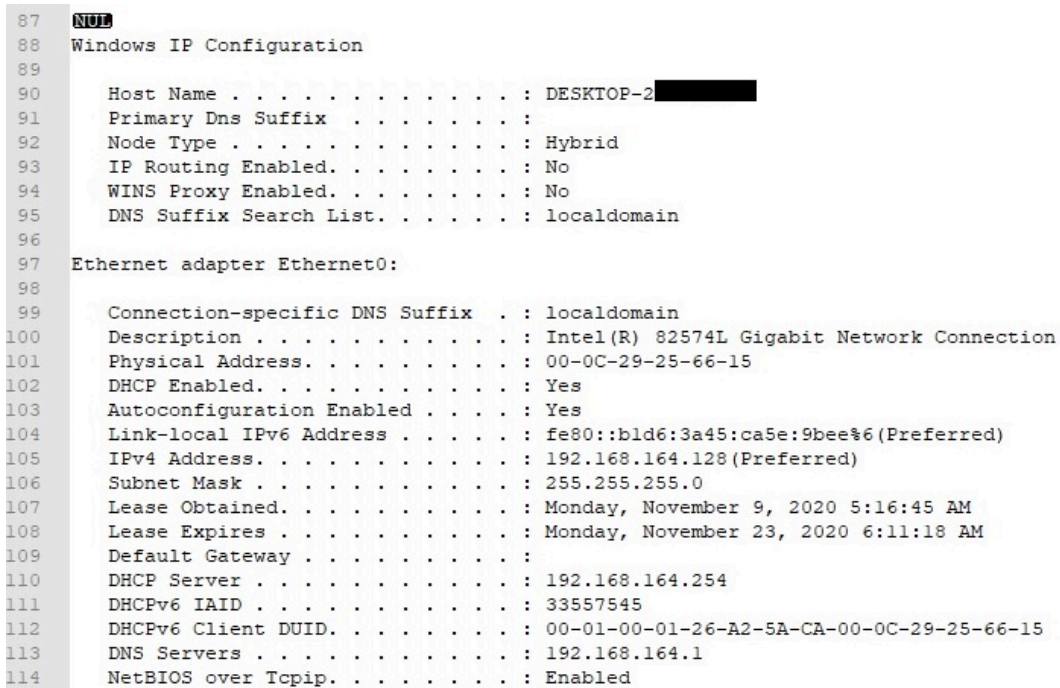 87 NUL
88 Windows IP Configuration
89
90 Host Name . . . . . . . . . . . . : DESKTOP-2
91 Primary Dns Suffix  . . . . . . . :
92 Node Type . . . . . . . . . . . . : Hybrid
93 IP Routing Enabled. . . . . . . . : No
94 WINS Proxy Enabled. . . . . . . . : No
95 DNS Suffix Search List. . . . . . : localdomain
96
97 Ethernet adapter Ethernet0:
98
99 Connection-specific DNS Suffix  . : localdomain
100 Description . . . . . . . . . . . : Intel(R) 82574L Gigabit Network Connection
101 Physical Address. . . . . . . . . : 00-0C-29-25-66-15
102 DHCP Enabled. . . . . . . . . . . : Yes
103 Autoconfiguration Enabled . . . . : Yes
104 Link-local IPv6 Address . . . . . : fe80::b1d6:3a45:ca5e:9bee%6(Preferred)
105 IPv4 Address. . . . . . . . . . . : 192.168.164.128(Preferred)
106 Subnet Mask . . . . . . . . . . . : 255.255.255.0
107 Lease Obtained. . . . . . . . . . : Monday, November 9, 2020 5:16:45 AM
108 Lease Expires . . . . . . . . . . : Monday, November 23, 2020 6:11:18 AM
109 Default Gateway . . . . . . . . . :
110 DHCP Server . . . . . . . . . . . : 192.168.164.254
111 DHCPv6 IAID . . . . . . . . . . . : 33557545
112 DHCPv6 Client DUID. . . . . . . . : 00-01-00-01-26-A2-5A-CA-00-0C-29-25-66-15
113 DNS Servers . . . . . . . . . . . : 192.168.164.1
114 NetBIOS over Tcpip. . . . . . . . : Enabled